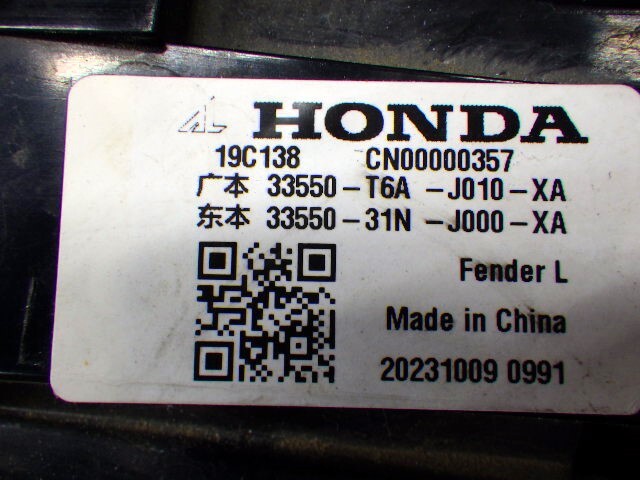 HONDA
19C138 CN00000357
广本 33550-T6A -J010-XA
东本 33550-31N -J000-XA
Fender L
Made in China
20231009 0991